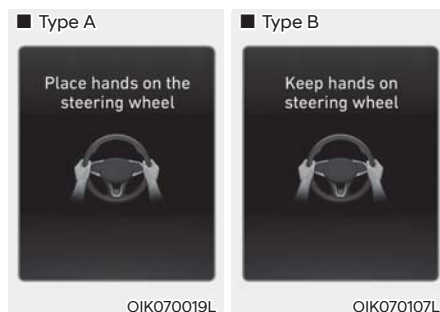 ■ Type A
Place hands on the
steering wheel
OIK070019L
■ Type B
Keep hands on
steering wheel
OIK070107L